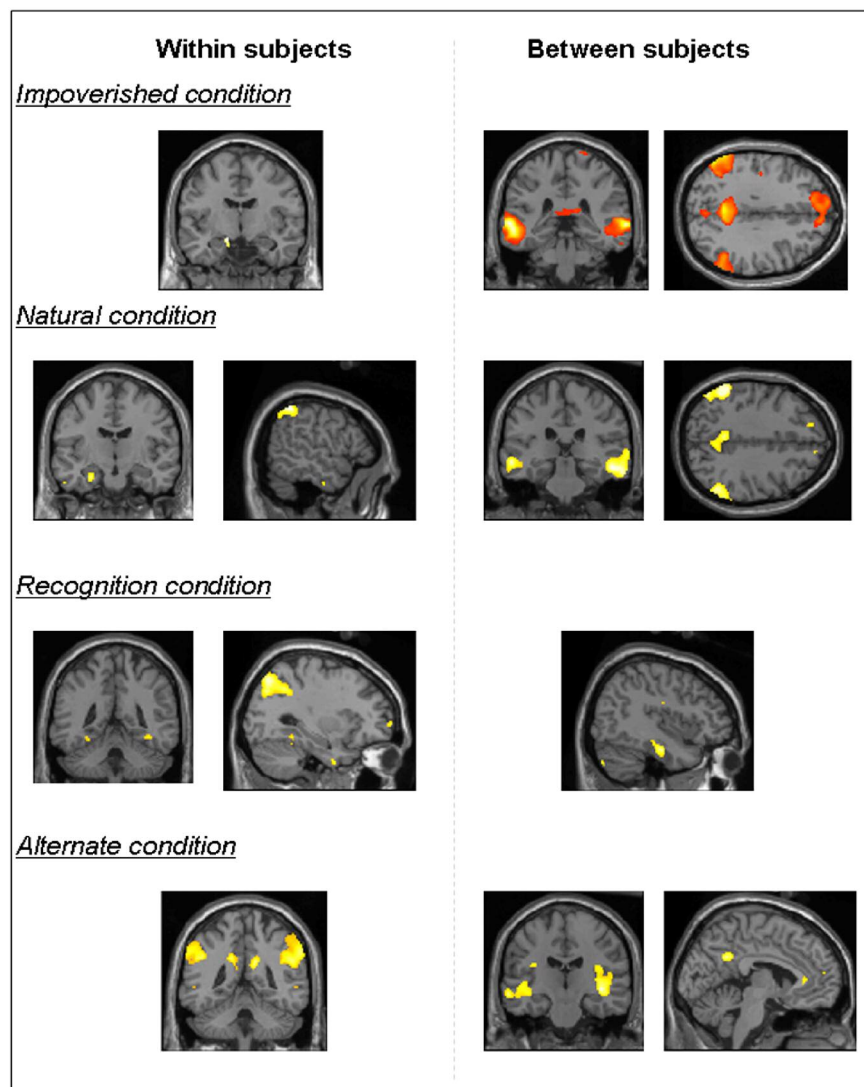 Within subjects
Between subjects
Impoverished condition
Natural condition
Recognition condition
Alternate condition